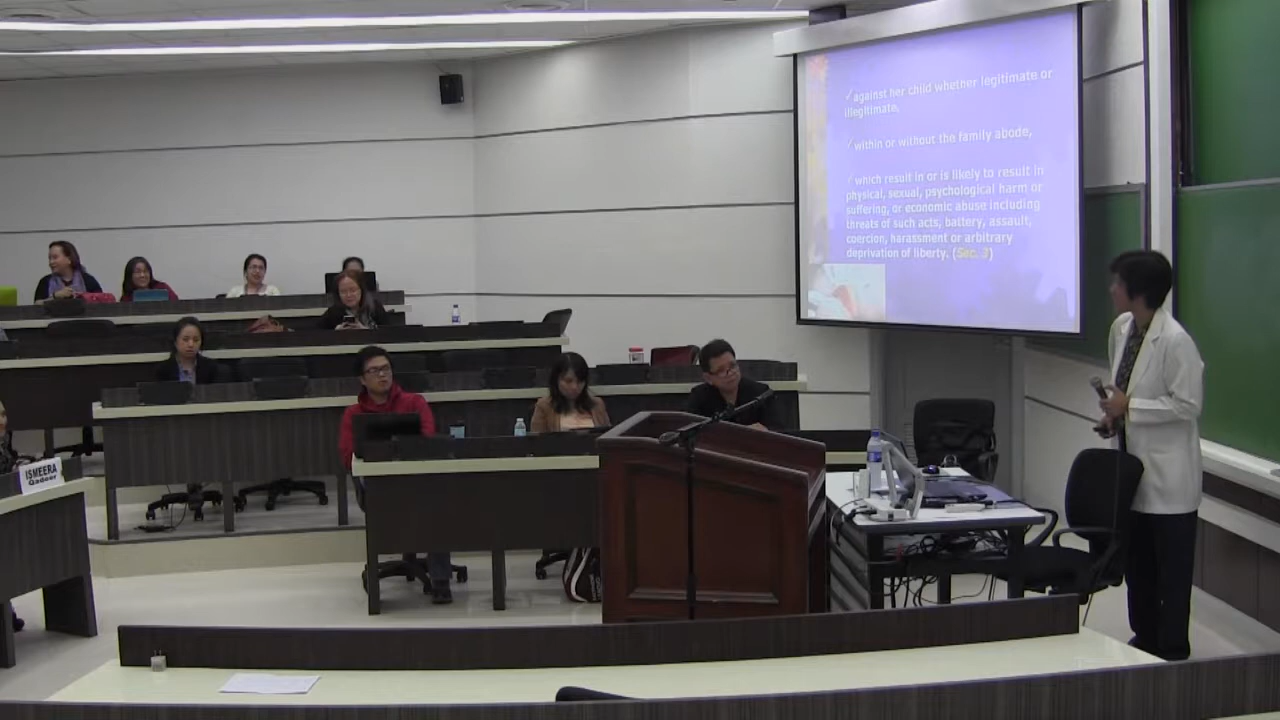 ✓against her child whether legitimate or
illegitimate.
✓within or without the family abode,
✓which result in or is likely to result in
physical, sexual, psychological harm or
suffering, or economic abuse including
threats of such acts, battery, assault,
coercion, harassment or arbitrary
deprivation of liberty. (Sec. 3)
ISMEERA
Qadeer